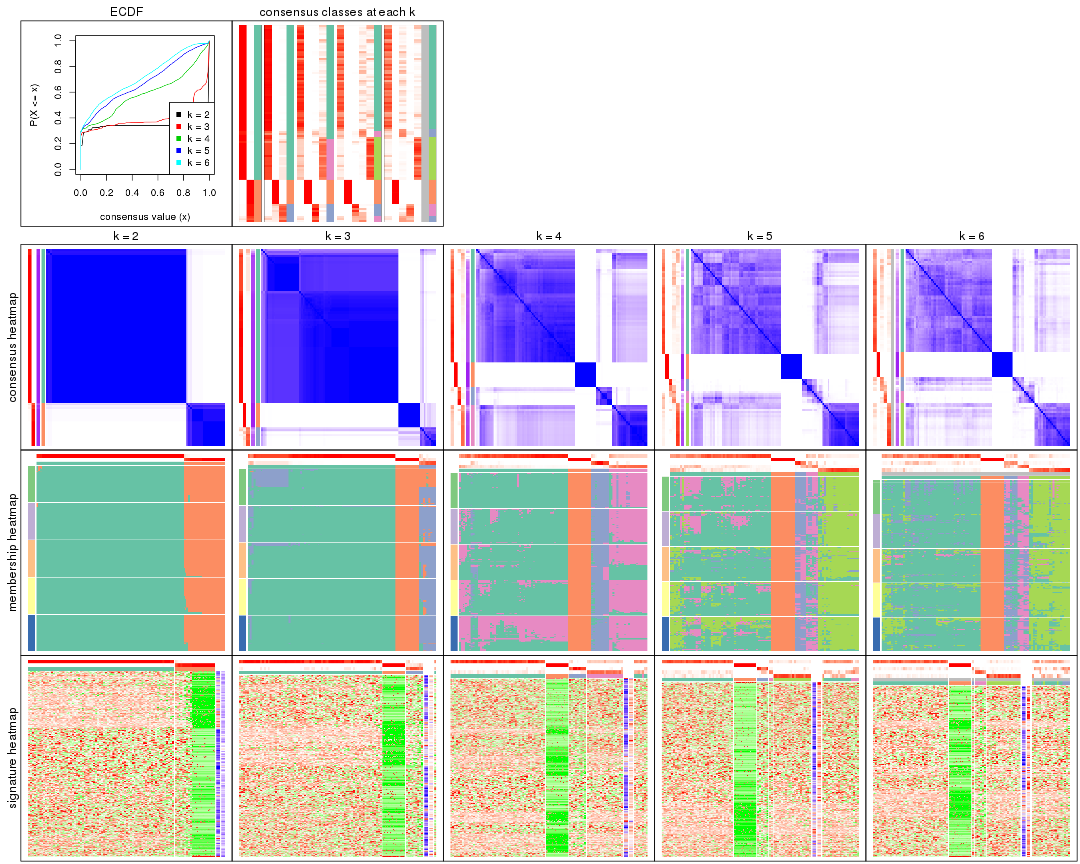 ECDF
consensus classes at each k
P(X <= x)
0.0 0.2 0.4 0.6 0.8 1.0
k = 2
k = 3
k = 4
k = 5
k = 6
0.0 0.2 0.4 0.6 0.8 1.0
consensus value (x)
k = 2
k = 3
k = 4
k = 5
k = 6
consensus heatmap
membership heatmap
signature heatmap